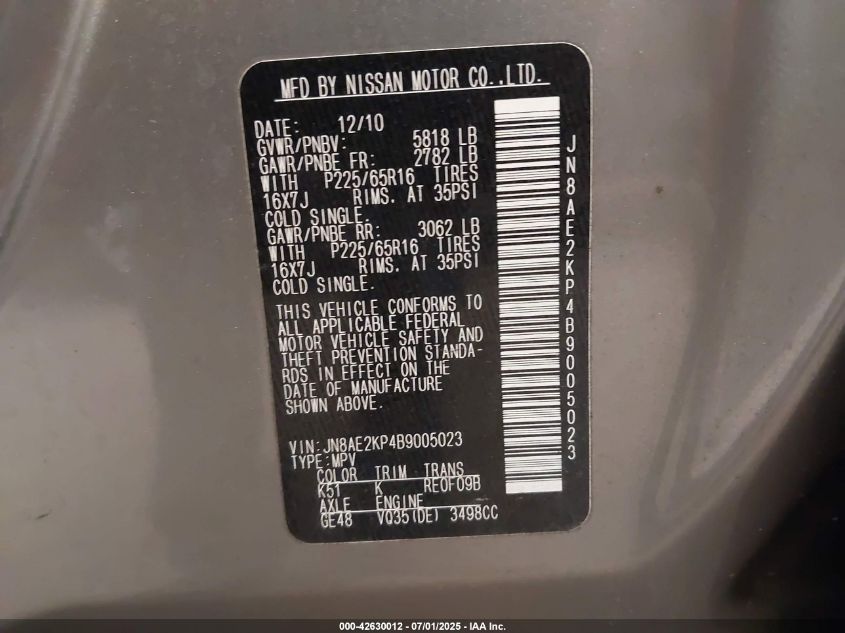 MFD BY NISSAN MOTOR CO.,LTD.
DATE: 12/10
GVWR/PNBV: 5818 LB
GAWR/PNBE FR: 2782 LB
WITH P225/65R16 TIRES
16X7J RIMS. AT 35PSI
COLD SINGLE.
GAWR/PNBE RR: 3062 LB
WITH P225/65R16 TIRES
16X7J RIMS. AT 35PSI
COLD SINGLE.
THIS VEHICLE CONFORMS TO
ALL APPLICABLE FEDERAL
MOTOR VEHICLE SAFETY AND
THEFT PREVENTION STANDA-
RDS IN EFFECT ON THE
DATE OF MANUFACTURE
SHOWN ABOVE.
VIN:JN8AE2KP4B9005023
TYPE:MPV
COLOR TRIM TRANS
K51 K RE0F09B
AXLE ENGINE
GE48 VQ35(DE) 3498CC
JN8AE2KP4B9005023
000-42630012 - 07/01/2025 - IAA Inc.